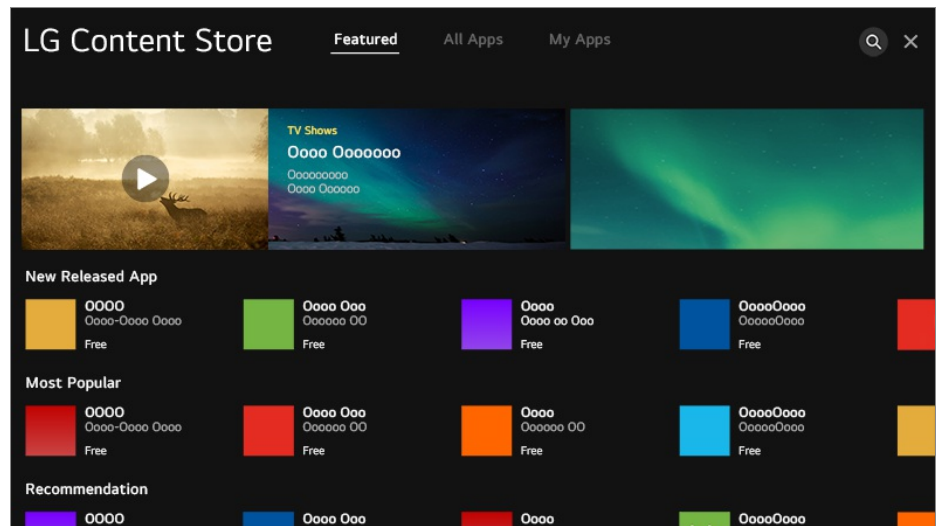 LG Content Store
Featured
All Apps
My Apps
TV Shows
Oooo Ooooooo
Ooooooooo
Oooo Oooooo
New Released App
OOOO
Oooo-Oooo Oooo
Free
Oooo Ooo
Oooooo OO
Free
Oooo
Oooo oo Ooo
Free
OoooOooo
OooooOooo
Free
Most Popular
OOOO
Oooo-Oooo Oooo
Free
Oooo Ooo
Oooooo OO
Free
Oooo
Oooooo OO
Free
OoooOooo
OooooOooo
Free
Recommendation
OOOO
Oooo Ooo
Oooo
OoooOooo